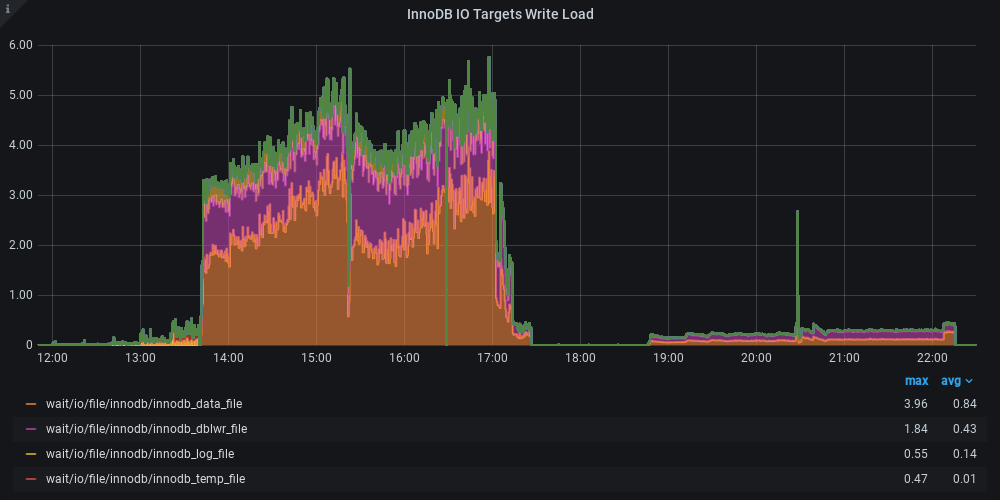 i
InnoDB IO Targets Write Load
6.00
5.00
4.00
3.00
2.00
1.00
0
12:00 13:00 14:00 15:00 16:00 17:00 18:00 19:00 20:00 21:00 22:00
max avg
wait/io/file/innodb/innodb_data_file 3.96 0.84
wait/io/file/innodb/innodb_dblwr_file 1.84 0.43
wait/io/file/innodb/innodb_log_file 0.55 0.14
wait/io/file/innodb/innodb_temp_file 0.47 0.01